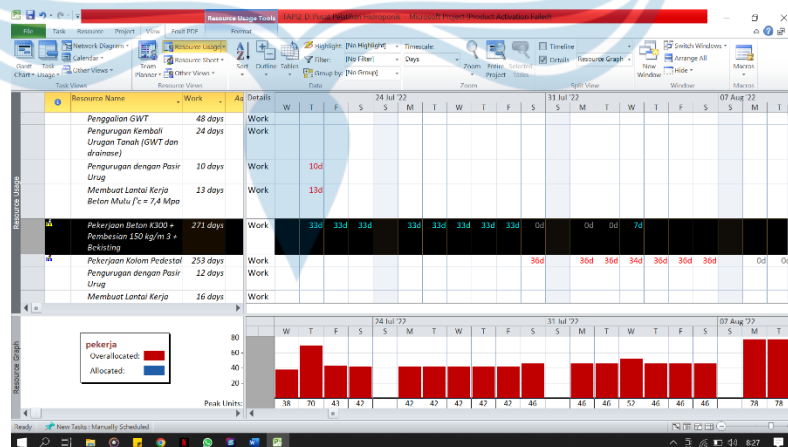 Resource Usage Tools
Microsoft Project (Product Activation Failed)
File Task Resource Project View Foxit PDF Format
Network Diagram Resource Usage Highlight: [No Highlight] Timescale: Timeline Switch Windows
Calendar Resource Sheet Filter: [No Filter] Days Details Resource Graph Arrange All
Gantt Chart Task Usage Other Views Team Planner Other Views Sort Outline Tables Group by: [No Group] Zoom Entire Project Selected Tasks New Window Hide Macros
Task Views Resource Views Data Zoom Split View Window Macros
Resource Name Work Details 24 Jul '22 31 Jul '22 07 Aug '22
W T F S S M T W T F S S M T W T F S S M T
Penggalian GWT 48 days Work
Pengurugan Kembali 24 days Work
Urugan Tanah (GWT dan
drainase)
Pengurugan dengan Pasir 10 days Work 10d
Urug
Membuat Lantai Kerja 13 days Work 13d
Beton Mutu f'c = 7,4 Mpa
Pekerjaan Beton K300 + 271 days Work 33d 33d 33d 33d 33d 33d 33d 33d 33d 0d 0d 0d 7d
Pembesian 150 kg/m 3 +
Bekisting
Pekerjaan Kolom Pedestal 253 days Work 36d 36d 36d 34d 36d 36d 36d 0d
Pengurugan dengan Pasir 12 days Work
Urug
Membuat Lantai Kerja 16 days Work
Resource Usage
24 Jul '22 31 Jul '22 07 Aug '22
W T F S S M T W T F S S M T W T F S S M T
pekerja
Overallocated:
Allocated:
80
60
40
20
Peak Units: 38 70 43 42 42 42 42 42 42 46 46 46 52 46 46 46 78 78
Resource Graph
Ready New Tasks : Manually Scheduled
8:27